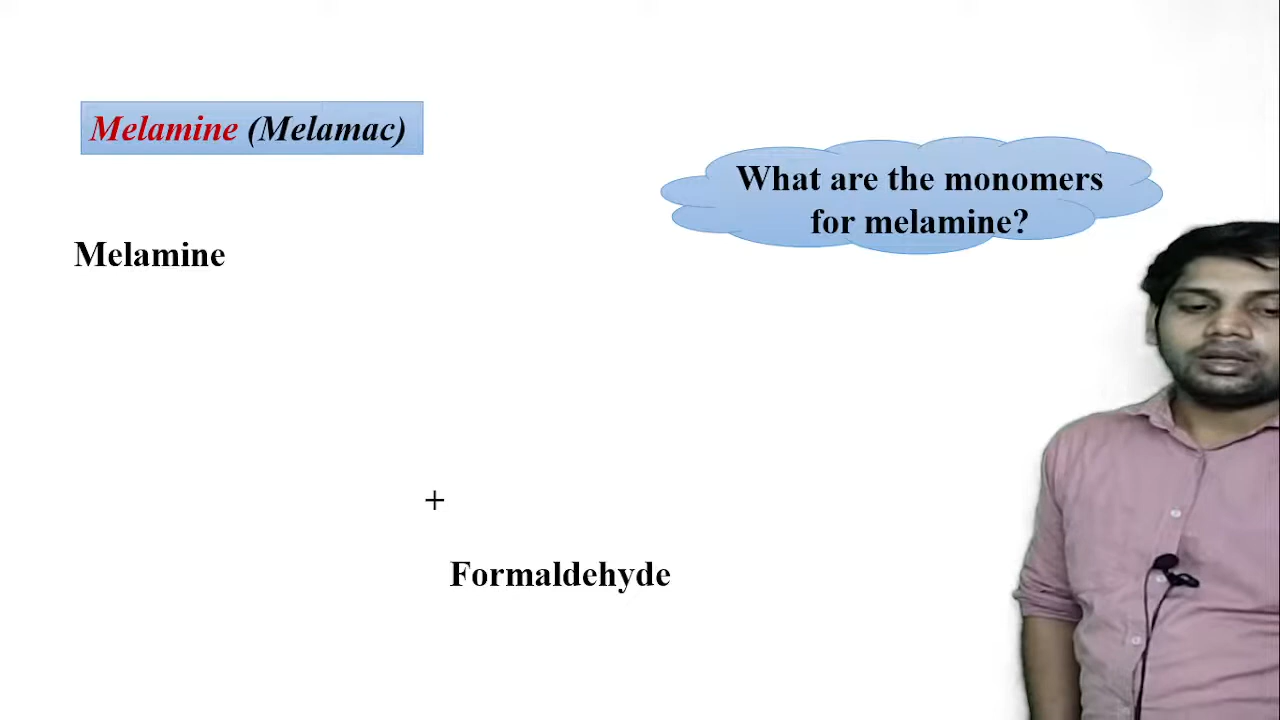 Melamine (Melamac)
What are the monomers
for melamine?
Melamine
+
Formaldehyde